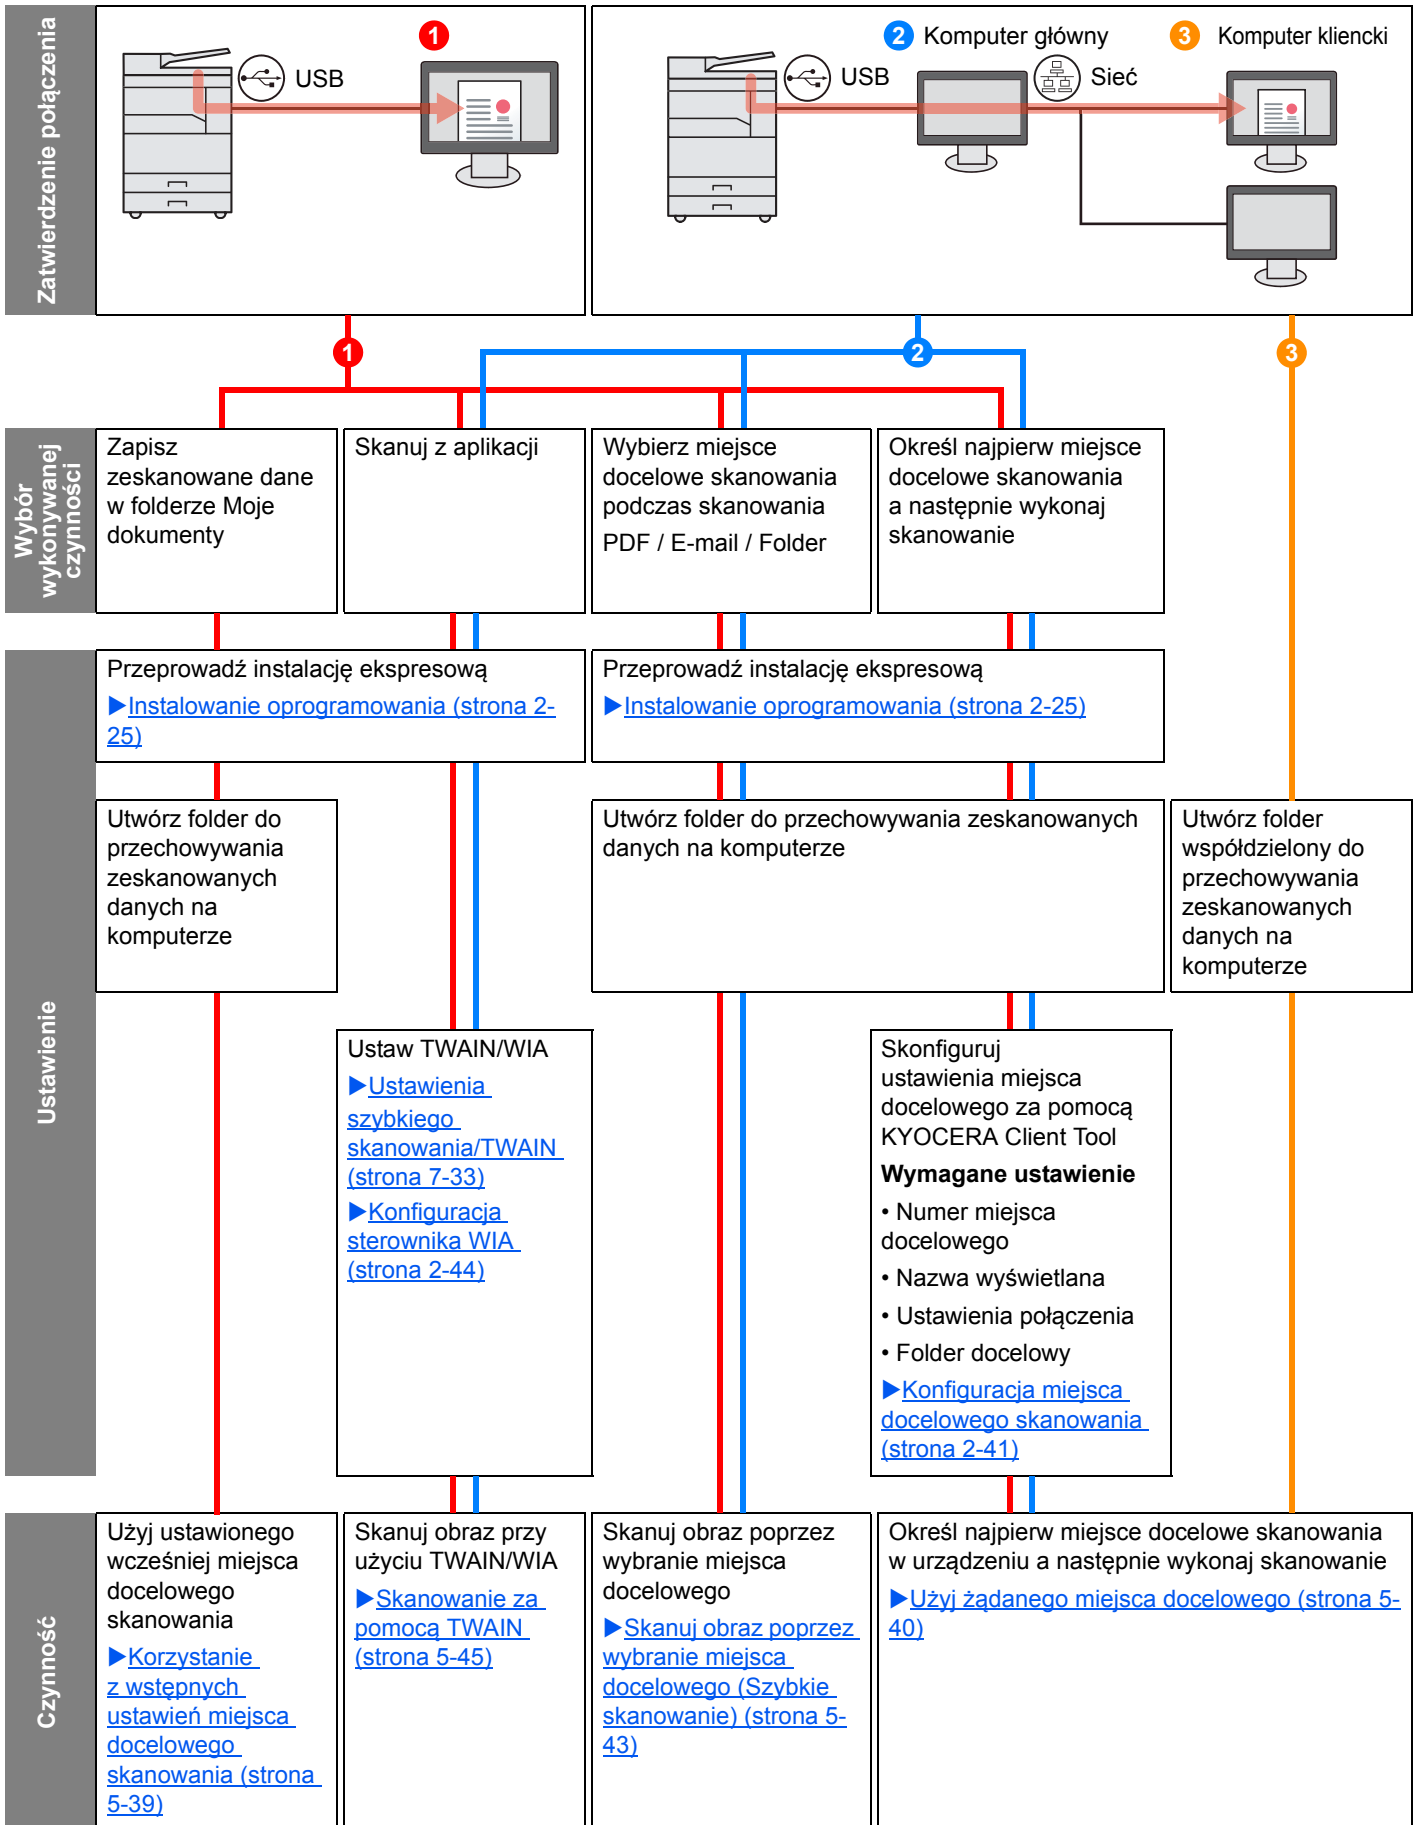 Zatwierdzenie połączenia
1
USB
2 Komputer główny
3 Komputer kliencki
USB
Sieć
1
2
3
Wybór
wykonywanej
czynności
Zapisz
zeskanowane dane
w folderze Moje
dokumenty
Skanuj z aplikacji
Wybierz miejsce
docelowe skanowania
podczas skanowania
PDF / E-mail / Folder
Określ najpierw miejsce
docelowe skanowania
a następnie wykonaj
skanowanie
Ustawienie
Przeprowadź instalację ekspresową
▶Instalowanie oprogramowania (strona 2-
25)
Przeprowadź instalację ekspresową
▶Instalowanie oprogramowania (strona 2-25)
Utwórz folder do
przechowywania
zeskanowanych
danych na
komputerze
Utwórz folder do przechowywania zeskanowanych
danych na komputerze
Utwórz folder
współdzielony do
przechowywania
zeskanowanych
danych na
komputerze
Ustaw TWAIN/WIA
▶Ustawienia
szybkiego
skanowania/TWAIN
(strona 7-33)
▶Konfiguracja
sterownika WIA
(strona 2-44)
Skonfiguruj
ustawienia miejsca
docelowego za pomocą
KYOCERA Client Tool
Wymagane ustawienie
• Numer miejsca
docelowego
• Nazwa wyświetlana
• Ustawienia połączenia
• Folder docelowy
▶Konfiguracja miejsca
docelowego skanowania
(strona 2-41)
Czynność
Użyj ustawionego
wcześniej miejsca
docelowego
skanowania
▶Korzystanie
z wstępnych
ustawień miejsca
docelowego
skanowania (strona
5-39)
Skanuj obraz przy
użyciu TWAIN/WIA
▶Skanowanie za
pomocą TWAIN
(strona 5-45)
Skanuj obraz poprzez
wybranie miejsca
docelowego
▶Skanuj obraz poprzez
wybranie miejsca
docelowego (Szybkie
skanowanie) (strona 5-
43)
Określ najpierw miejsce docelowe skanowania
w urządzeniu a następnie wykonaj skanowanie
▶Użyj żądanego miejsca docelowego (strona 5-
40)